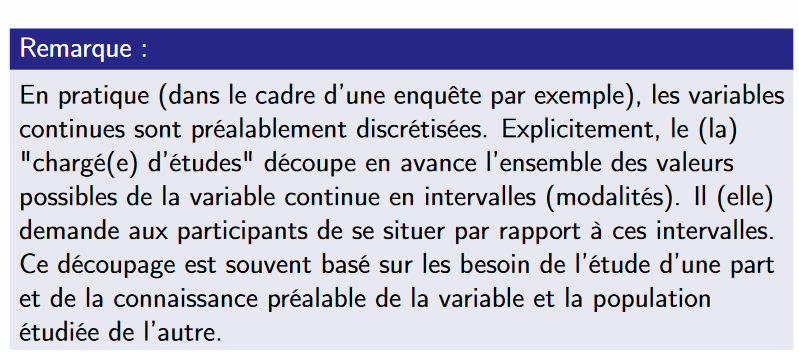 Remarque :
En pratique (dans le cadre d'une enquête par exemple), les variables
continues sont préalablement discrétisées. Explicitement, le (la)
"chargé(e) d'études" découpe en avance l'ensemble des valeurs
possibles de la variable continue en intervalles (modalités). Il (elle)
demande aux participants de se situer par rapport à ces intervalles.
Ce découpage est souvent basé sur les besoin de l'étude d'une part
et de la connaissance préalable de la variable et la population
étudiée de l'autre.